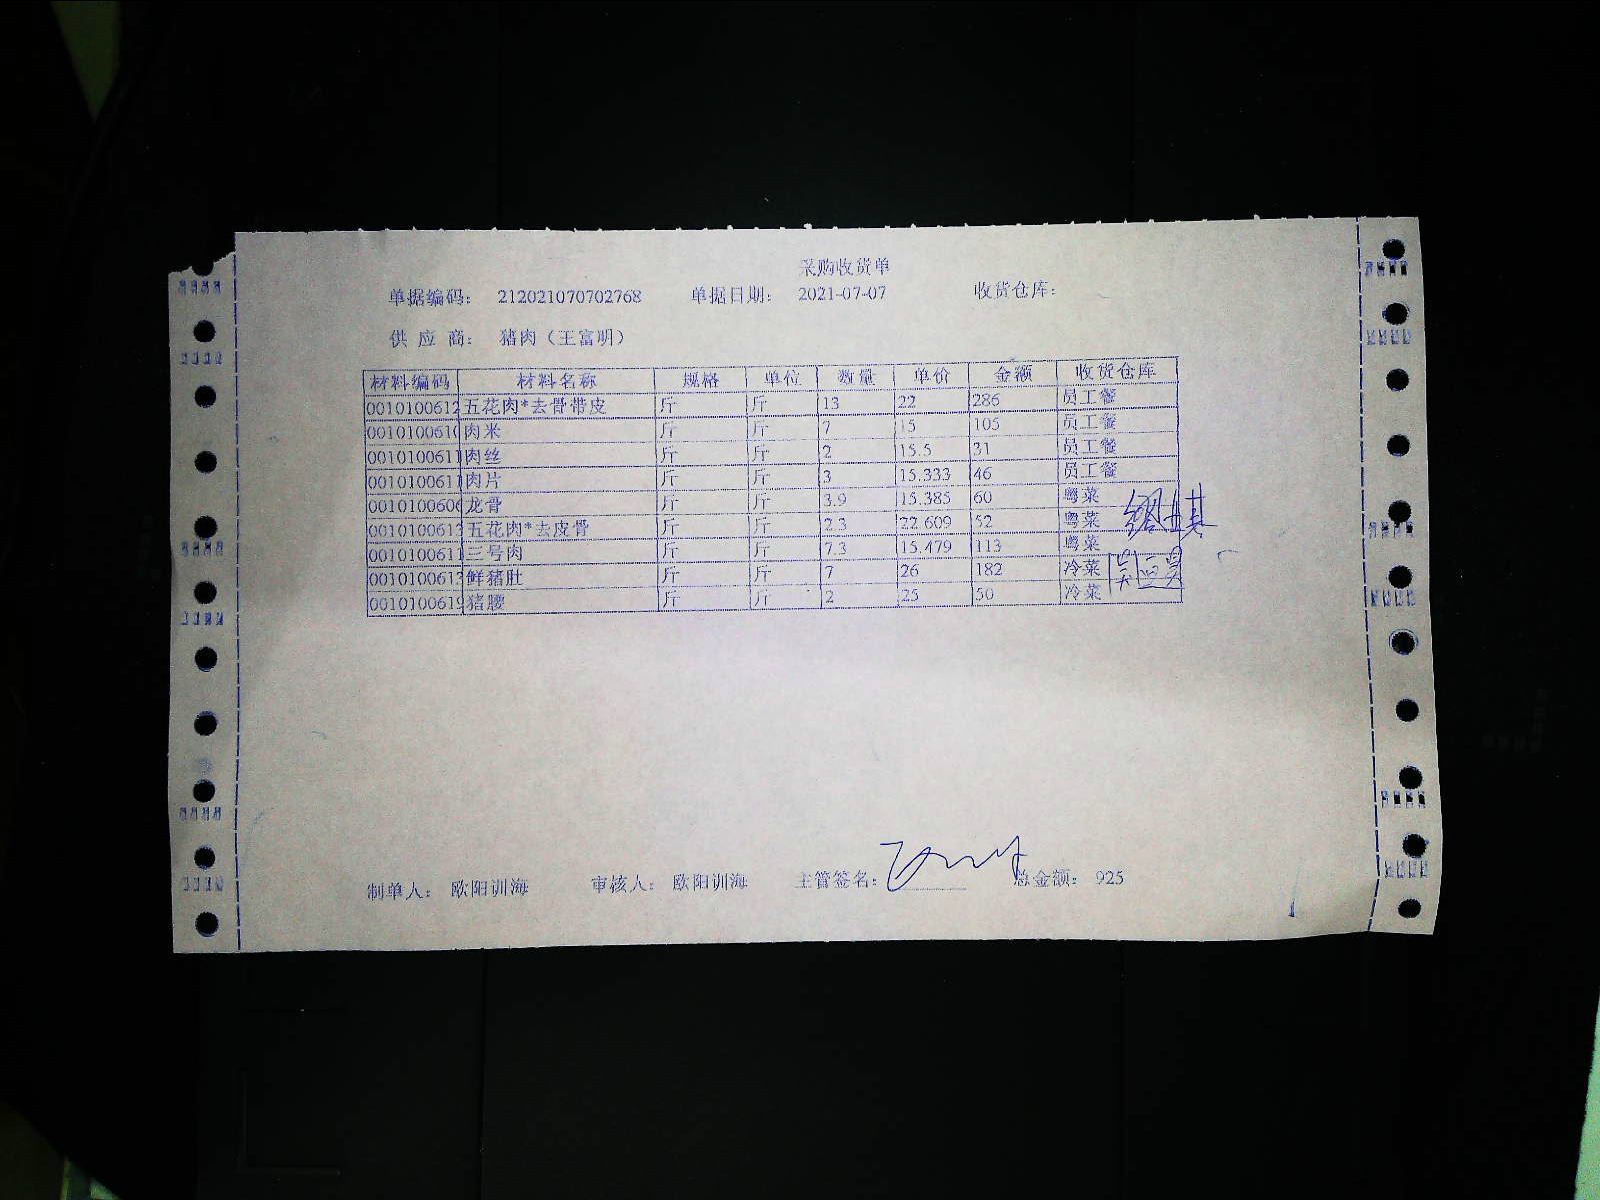 采购收货单
单据编码： 212021070702768 单据日期： 2021-07-07 收货仓库：
供 应 商： 猪肉（王富明）
材料编码 材料名称 规格 单位 数量 单价 金额 收货仓库
0010100612 五花肉*去骨带皮 斤 斤 13 22 286 员工餐
001010061 肉米 斤 斤 7 15 105 员工餐
0010100611 肉丝 斤 斤 2 15.5 31 员工餐
0010100611 肉片 斤 斤 3 15.333 46 员工餐
001010060 龙骨 斤 斤 3.9 15.385 60 粤菜
0010100613 五花肉*去皮骨 斤 斤 2.3 22.609 52 粤菜
0010100611 三号肉 斤 斤 7.3 15.479 113 粤菜
0010100613 鲜猪肚 斤 斤 7 26 182 冷菜
0010100619 猪腰 斤 斤 2 25 50 冷菜
制单人： 欧阳训海 审核人： 欧阳训海 主管签名： 总金额： 925